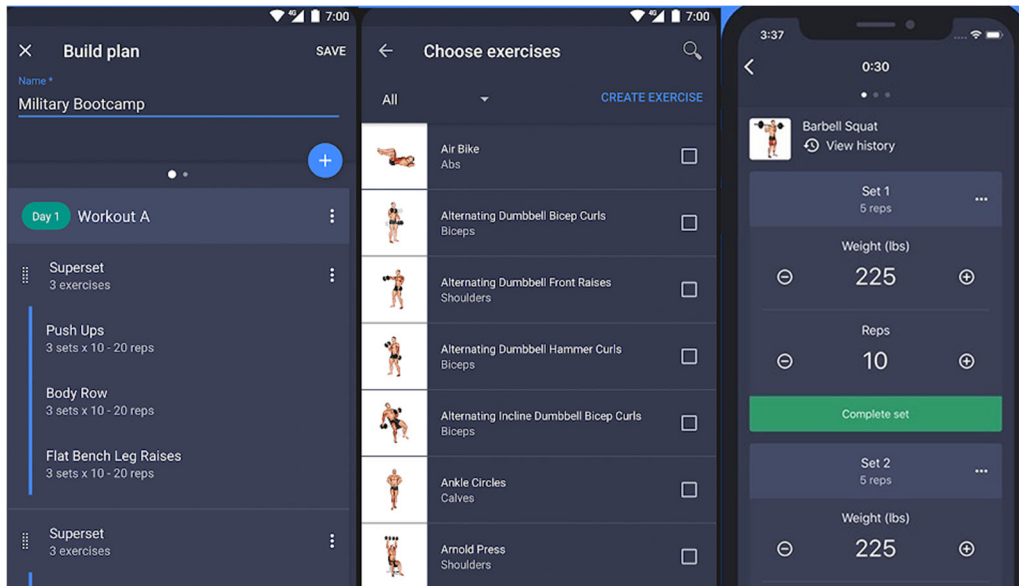 7:00
Build plan
SAVE
Name *
Military Bootcamp
+
Day 1 Workout A
Superset
3 exercises
Push Ups
3 sets x 10 - 20 reps
Body Row
3 sets x 10 - 20 reps
Flat Bench Leg Raises
3 sets x 10 - 20 reps
Superset
3 exercises
4G 7:00
Choose exercises
All
CREATE EXERCISE
Air Bike
Abs
Alternating Dumbbell Bicep Curls
Biceps
Alternating Dumbbell Front Raises
Shoulders
Alternating Dumbbell Hammer Curls
Biceps
Alternating Incline Dumbbell Bicep Curls
Biceps
Ankle Circles
Calves
Arnold Press
Shoulders
3:37
0:30
Barbell Squat
View history
Set 1
5 reps
Weight (lbs)
225
Reps
10
Complete set
Set 2
5 reps
Weight (lbs)
225